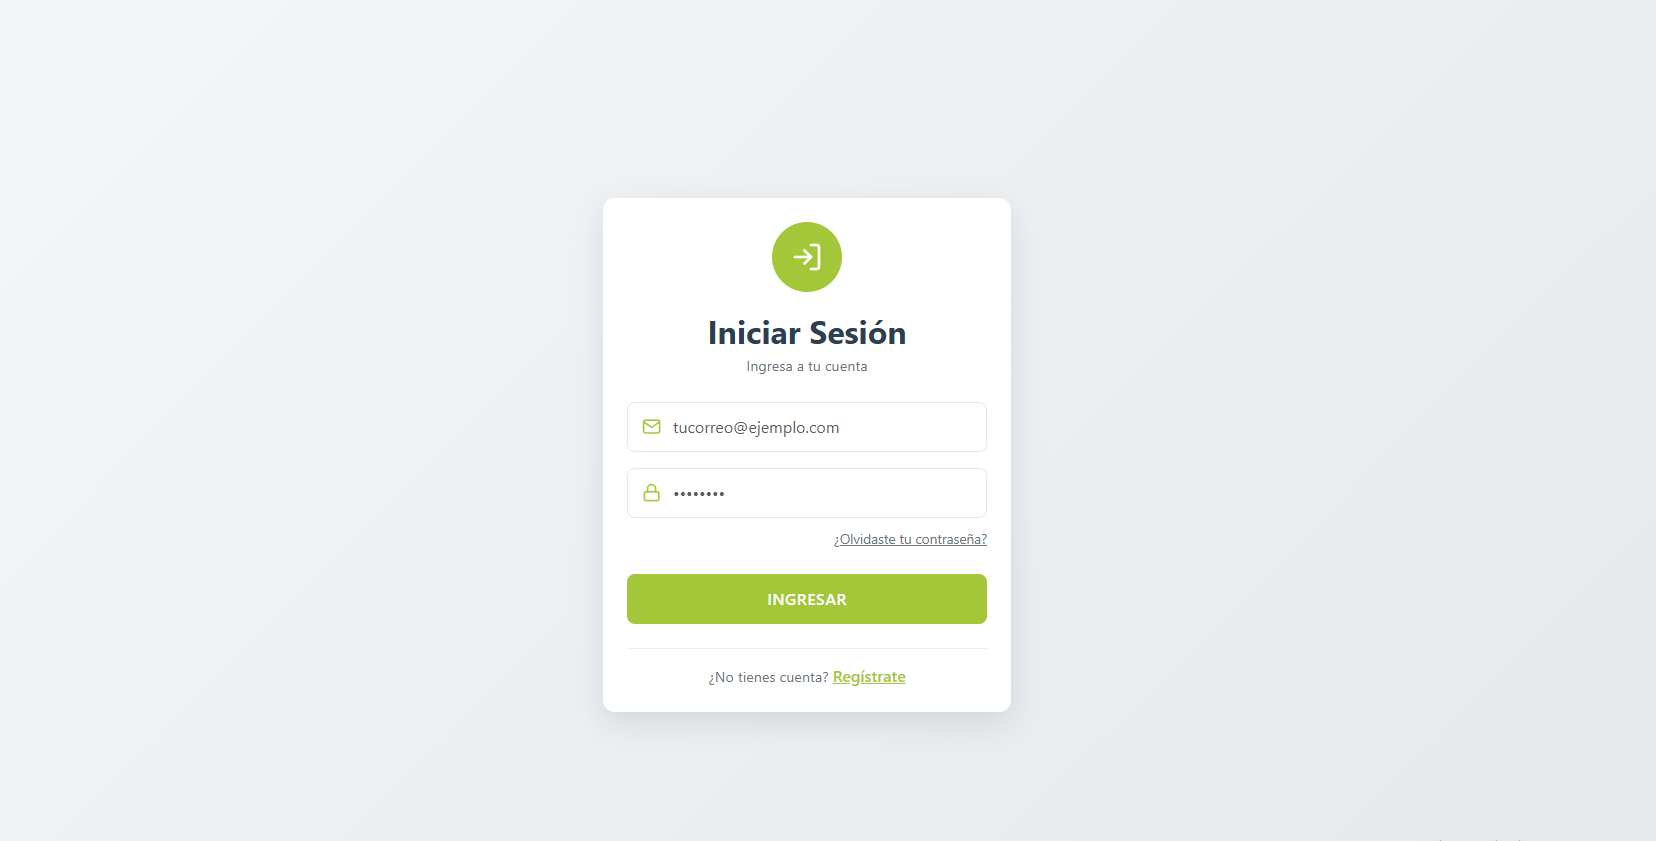 Iniciar Sesión
Ingresa a tu cuenta
tucorreo@ejemplo.com
••••••••
¿Olvidaste tu contraseña?
INGRESAR
¿No tienes cuenta? Regístrate